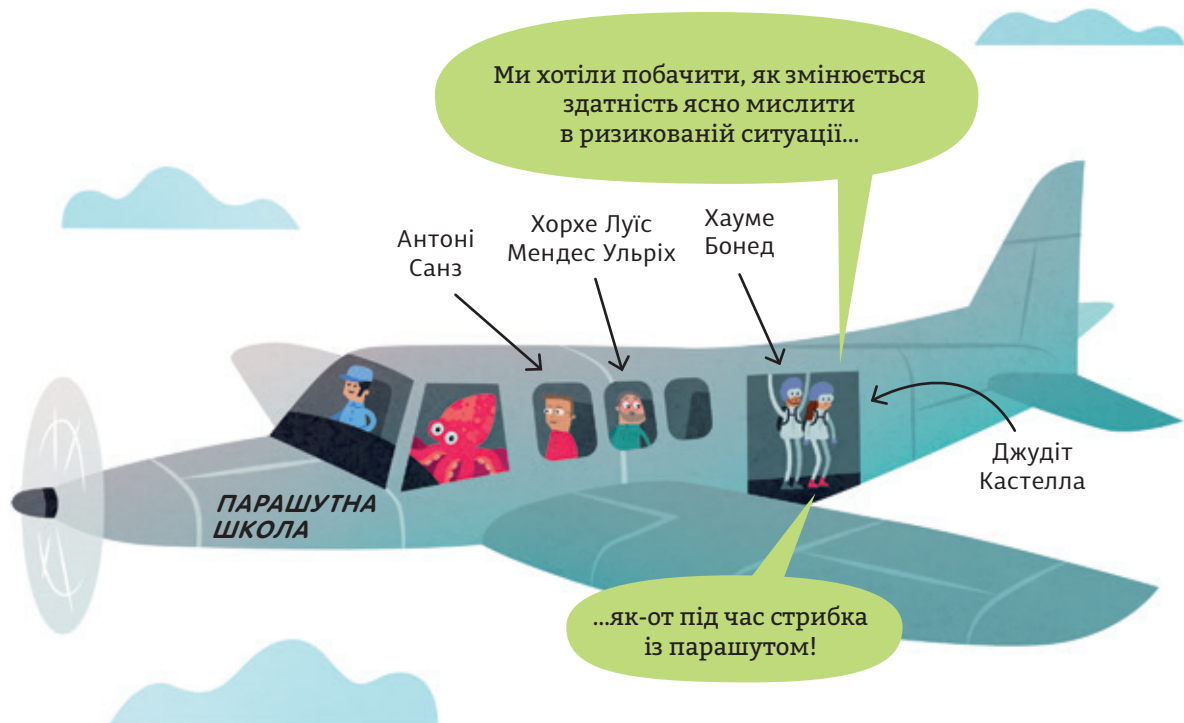 Ми хотіли побачити, як змінюється
здатність ясно мислити
в ризикованій ситуації...
Антоні
Санз
Хорхе Луїс
Мендес Ульріх
Хауме
Бонед
Джудіт
Кастелла
ПАРАШУТНА
ШКОЛА
...як-от під час стрибка
із парашутом!